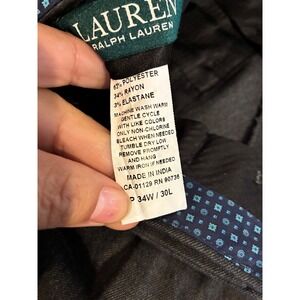 LAUREN
RALPH LAUREN
63% POLYESTER
34% RAYON
3% ELASTANE
MACHINE WASH WARM
GENTLE CYCLE
WITH LIKE COLORS
ONLY NON-CHLORINE
BLEACH WHEN NEEDED
TUMBLE DRY LOW
REMOVE PROMPTLY
AND HANG
WARM IRON IF NEEDED
MADE IN INDIA
CA-01129 RN 90736
P 34W / 30L